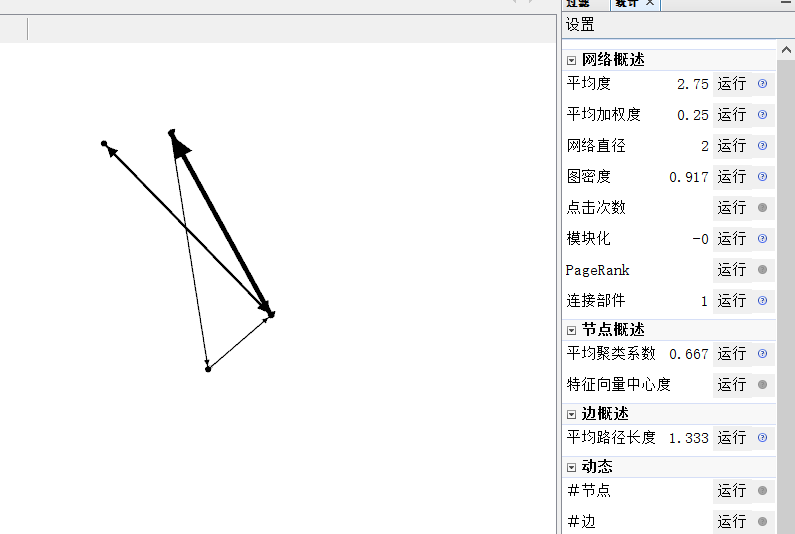 过滤 统计 ×
设置
网络概述
平均度 2.75 运行
平均加权度 0.25 运行
网络直径 2 运行
图密度 0.917 运行
点击次数 运行
模块化 -0 运行
PageRank 运行
连接部件 1 运行
节点概述
平均聚类系数 0.667 运行
特征向量中心度 运行
边概述
平均路径长度 1.333 运行
动态
#节点 运行
#边 运行